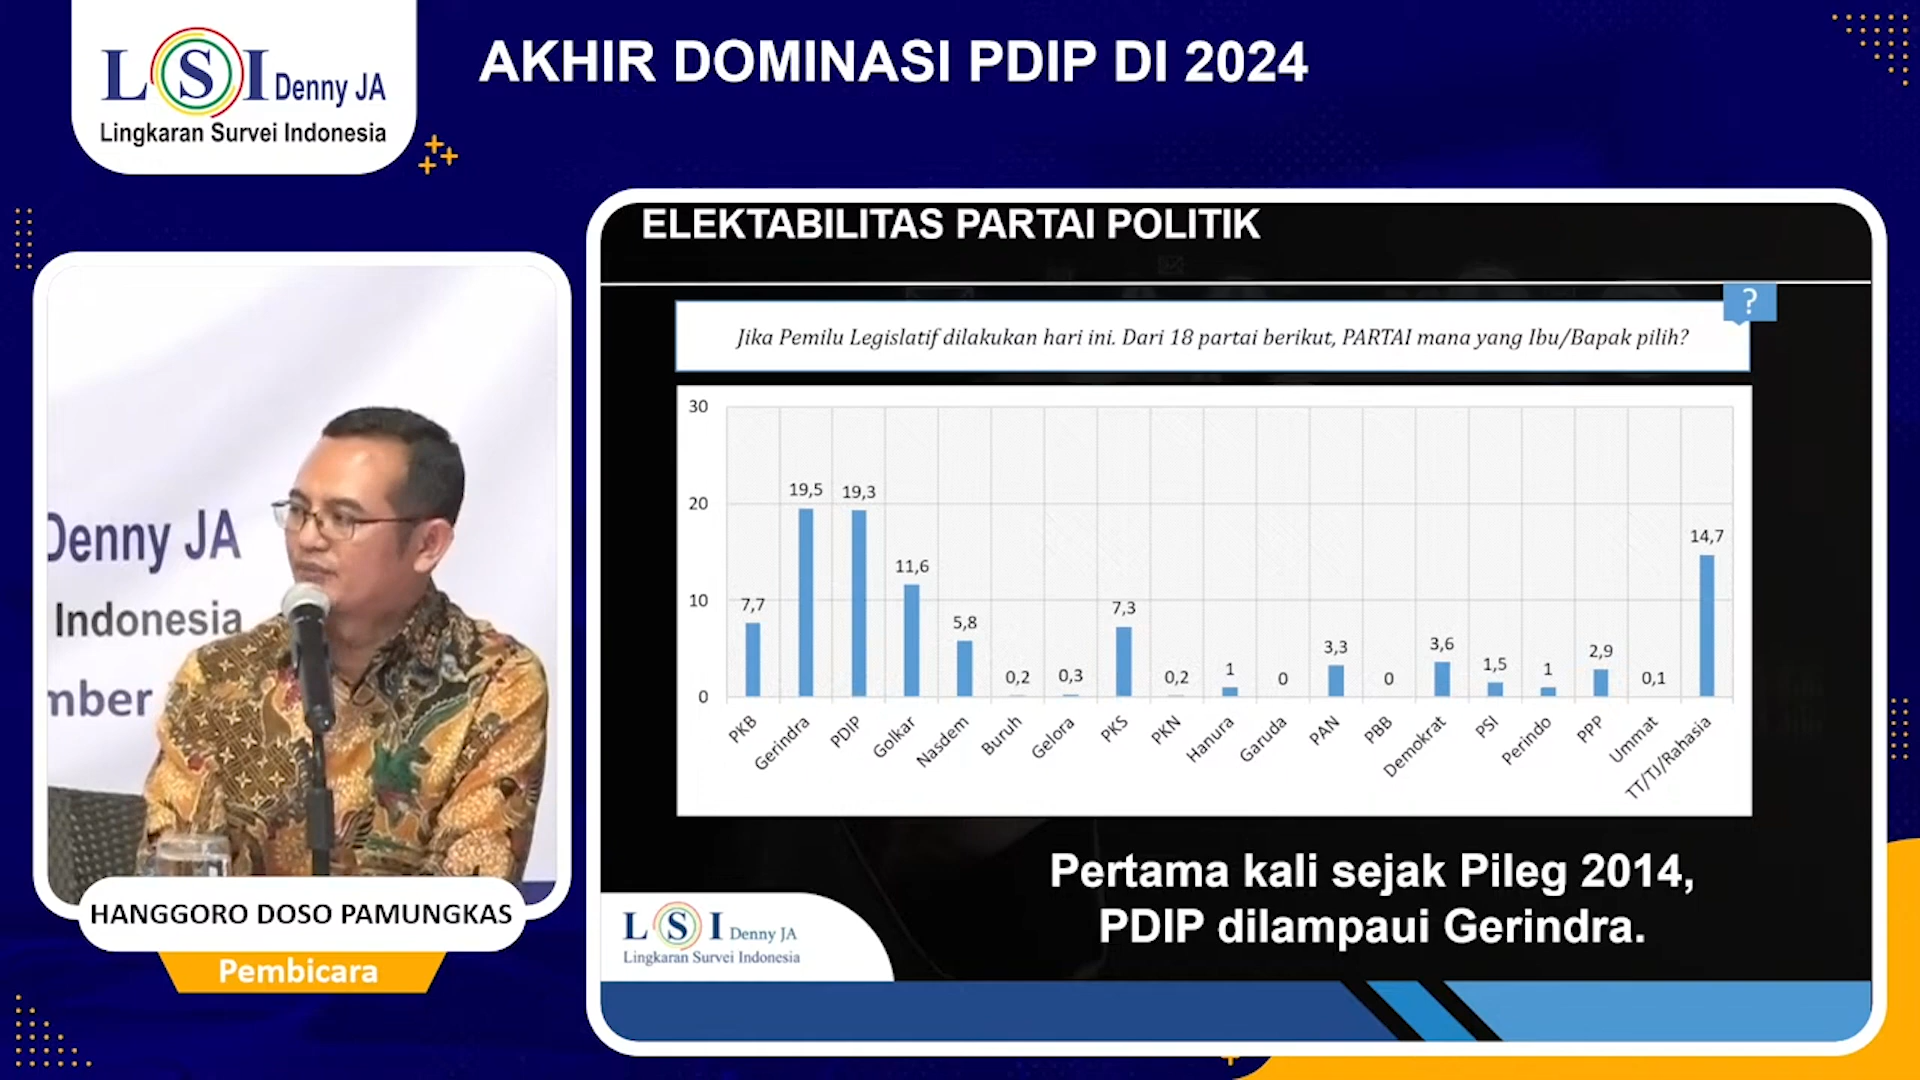 LSI Denny JA
Lingkaran Survei Indonesia
AKHIR DOMINASI PDIP DI 2024
ELEKTABILITAS PARTAI POLITIK
?
Jika Pemilu Legislatif dilakukan hari ini. Dari 18 partai berikut, PARTAI mana yang Ibu/Bapak pilih?
30
20
10
0
7,7
19,5
19,3
11,6
5,8
0,2
0,3
7,3
0,2
1
0
3,3
0
3,6
1,5
1
2,9
0,1
14,7
PKB
Gerindra
PDIP
Golkar
Nasdem
Buruh
Gelora
PKS
PKN
Hanura
Garuda
PAN
PBB
Demokrat
PSI
Perindo
PPP
Ummat
TT/TJ/Rahasia
Pertama kali sejak Pileg 2014,
PDIP dilampaui Gerindra.
LSI Denny JA
Lingkaran Survei Indonesia
Denny JA
Indonesia
mber
HANGGORO DOSO PAMUNGKAS
Pembicara